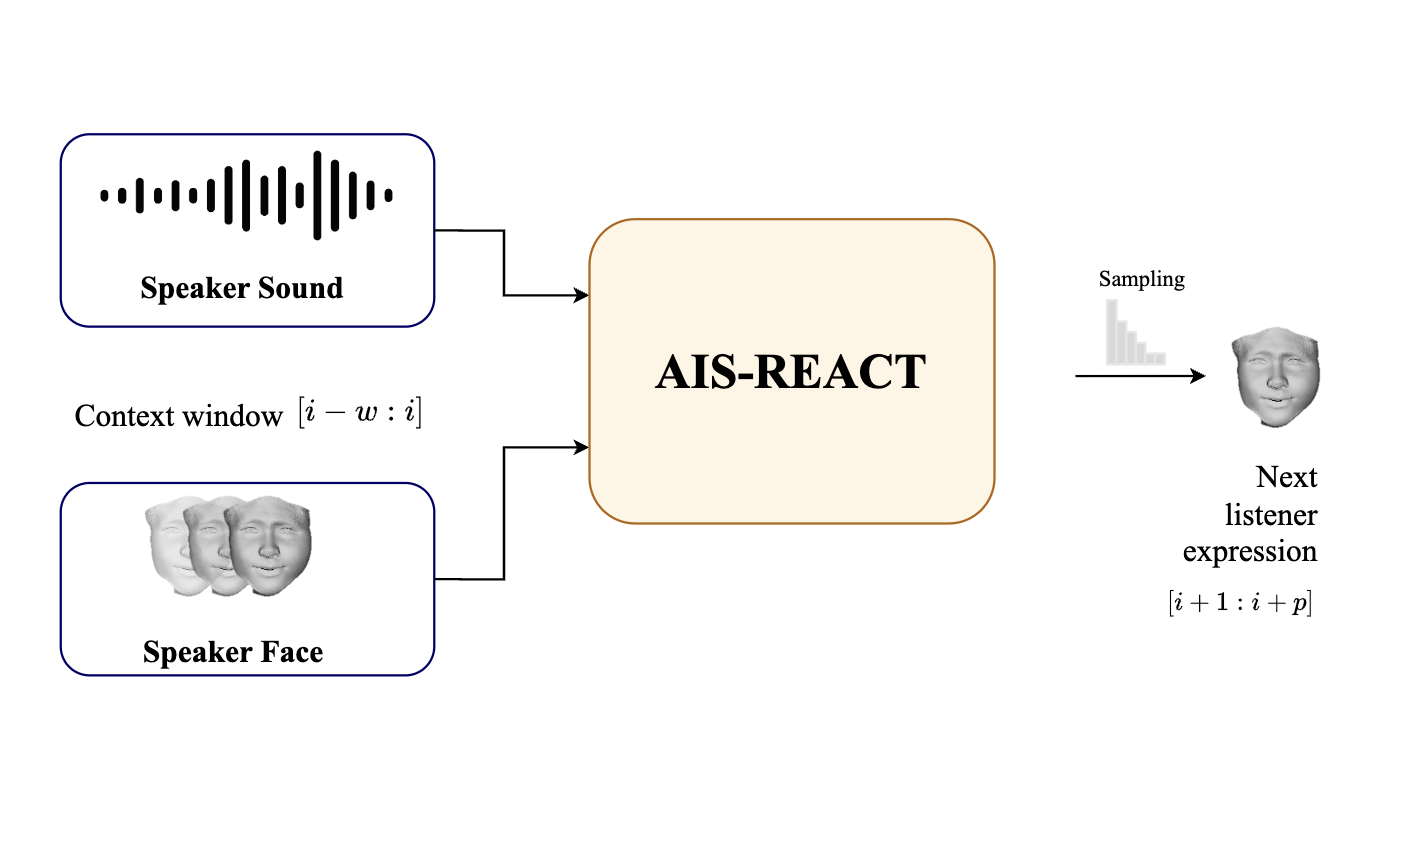 Speaker Sound
Context window [i − w : i]
Speaker Face
AIS-REACT
Sampling
Next
listener
expression
[i + 1 : i + p]